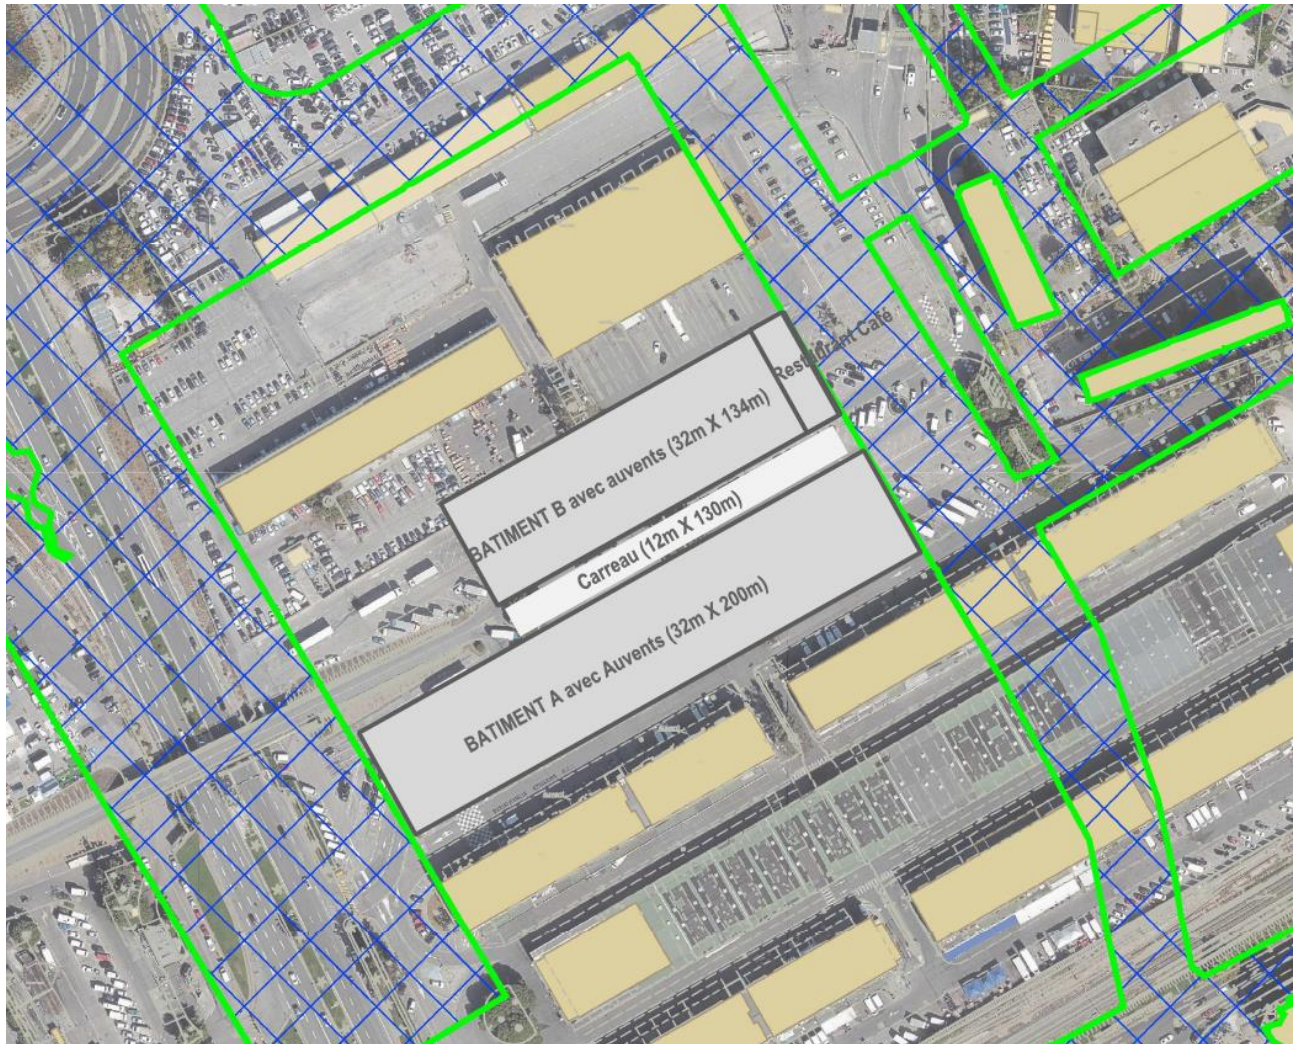 Restaurant Café
BATIMENT B avec auvents (32m X 134m)
Carreau (12m X 130m)
BATIMENT A avec Auvents (32m X 200m)